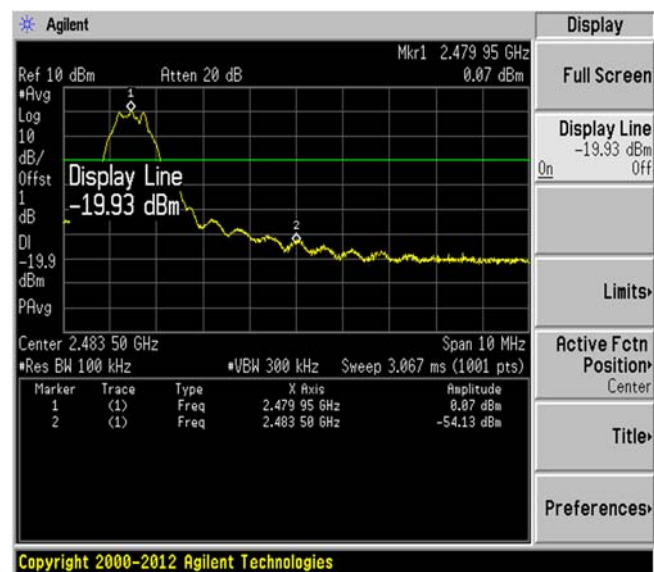 Agilent
Display
Mkr1 2.479 95 GHz
Ref 10 dBm Atten 20 dB 0.07 dBm
Full Screen
#Avg
Log
10
dB/
Offst
1
dB
DI
-19.9
dBm
PAvg
1
Display Line
-19.93 dBm
2
Display Line
-19.93 dBm
On Off
Limits
Center 2.483 50 GHz Span 10 MHz
#Res BW 100 kHz #VBW 300 kHz Sweep 3.067 ms (1001 pts)
Active Fctn
Position
Center
Marker Trace Type X Axis Amplitude
1 (1) Freq 2.479 95 GHz 0.07 dBm
2 (1) Freq 2.483 50 GHz -54.13 dBm
Title
Preferences
Copyright 2000-2012 Agilent Technologies